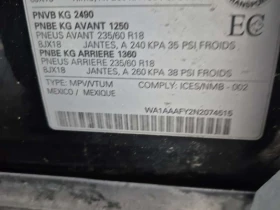 PNVB KG 2490
PNBE KG AVANT 1250
PNEUS AVANT 235/60 R18
8JX18 JANTES, A 240 KPA 35 PSI FROIDS
PNBE KG ARRIERE 1360
PNEUS ARRIERE 235/60 R18
8JX18 JANTES, A 260 KPA 38 PSI FROIDS
EC
WA1AAAFY2N2074515
TYPE: MPV/VTUM COMPLY: ICES/NMB - 002
MEXICO / MEXIQUE